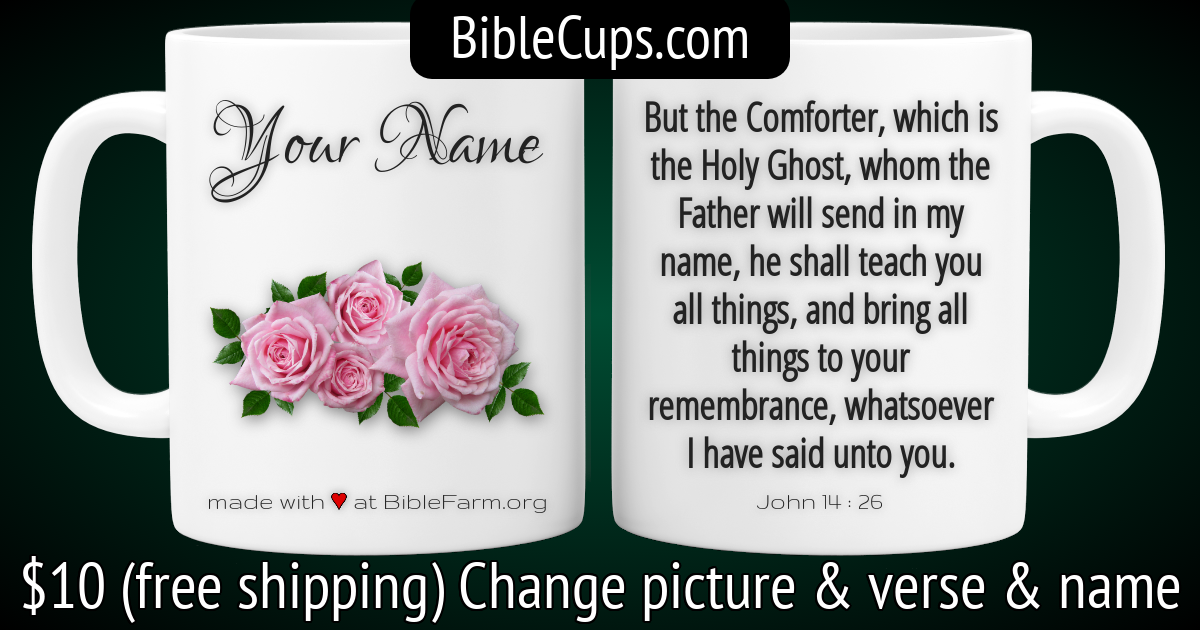 BibleCups.com
Your Name
made with ♥ at BibleFarm.org
But the Comforter, which is
the Holy Ghost, whom the
Father will send in my
name, he shall teach you
all things, and bring all
things to your
remembrance, whatsoever
I have said unto you.
John 14 : 26
$10 (free shipping) Change picture & verse & name